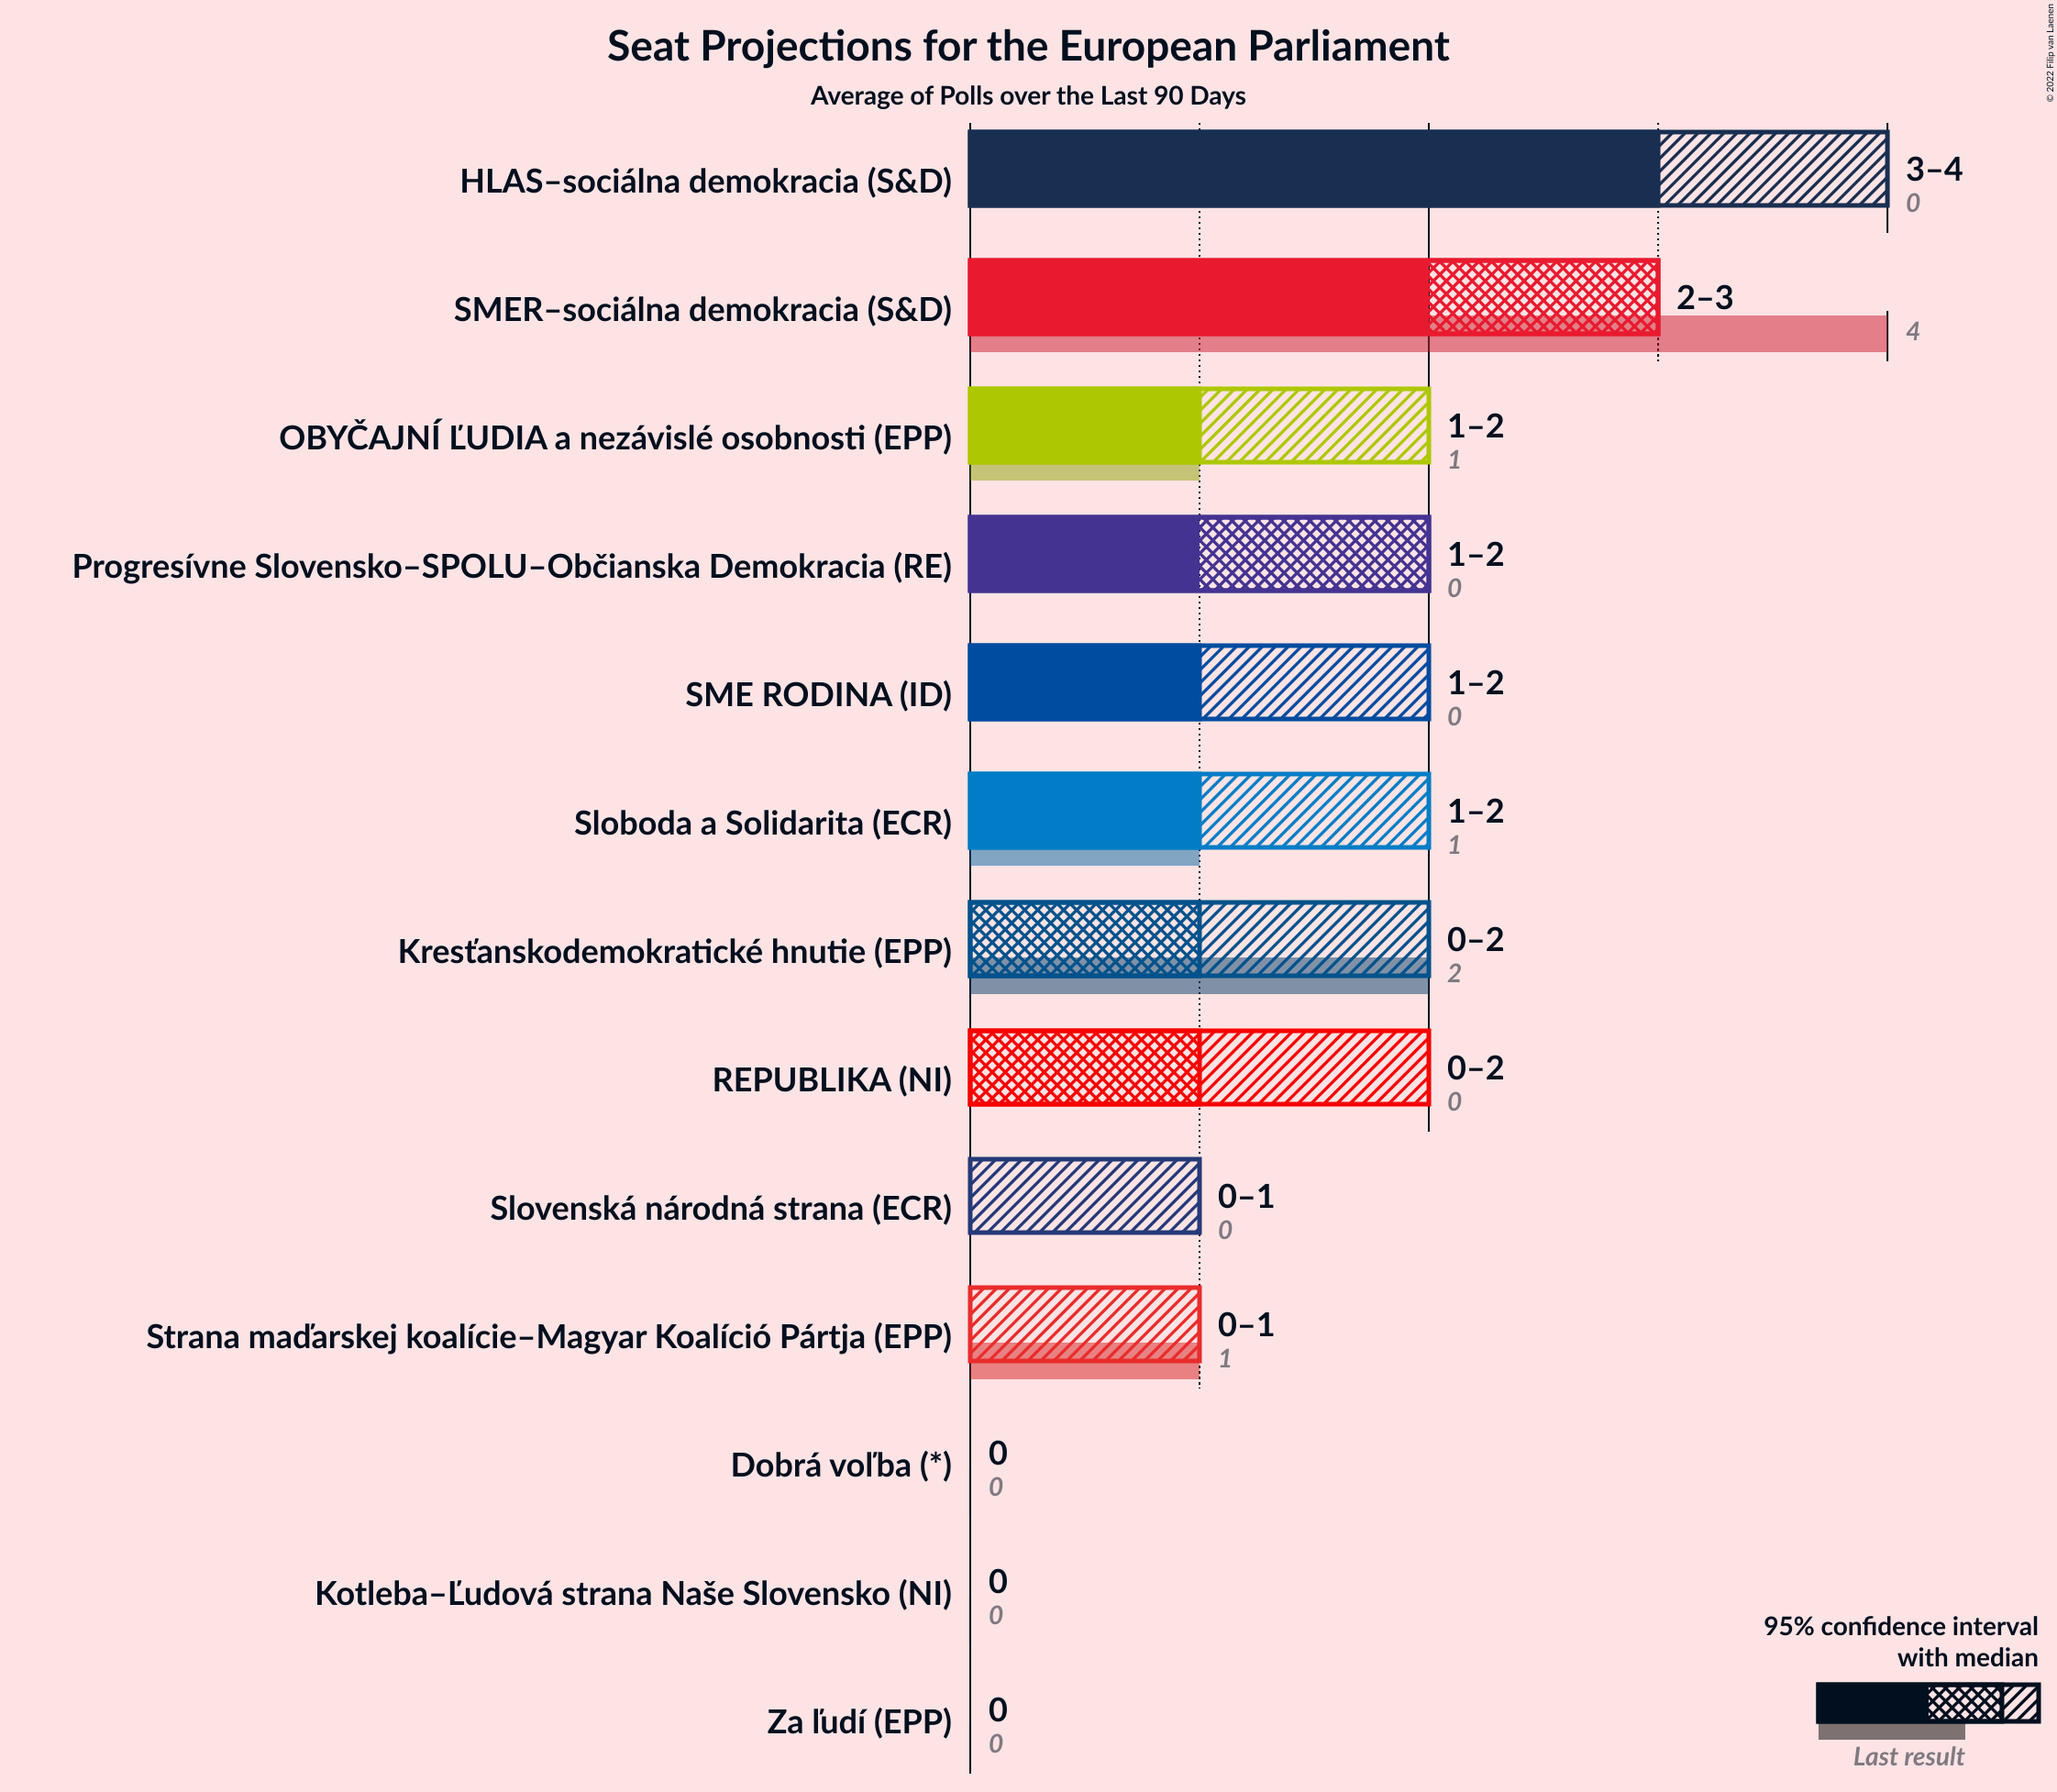 © 2022 Filip van Laenen
Seat Projections for the European Parliament
Average of Polls over the Last 90 Days
HLAS–sociálna demokracia (S&D)
3–4
0
SMER–sociálna demokracia (S&D)
2–3
4
OBYČAJNÍ ĽUDIA a nezávislé osobnosti (EPP)
1–2
1
Progresívne Slovensko–SPOLU–Občianska Demokracia (RE)
1–2
0
SME RODINA (ID)
1–2
0
Sloboda a Solidarita (ECR)
1–2
1
Kresťanskodemokratické hnutie (EPP)
0–2
2
REPUBLIKA (NI)
0–2
0
Slovenská národná strana (ECR)
0–1
0
Strana maďarskej koalície–Magyar Koalíció Pártja (EPP)
0–1
1
Dobrá voľba (*)
0
0
Kotleba–Ľudová strana Naše Slovensko (NI)
0
0
Za ľudí (EPP)
0
0
95% confidence interval
with median
Last result